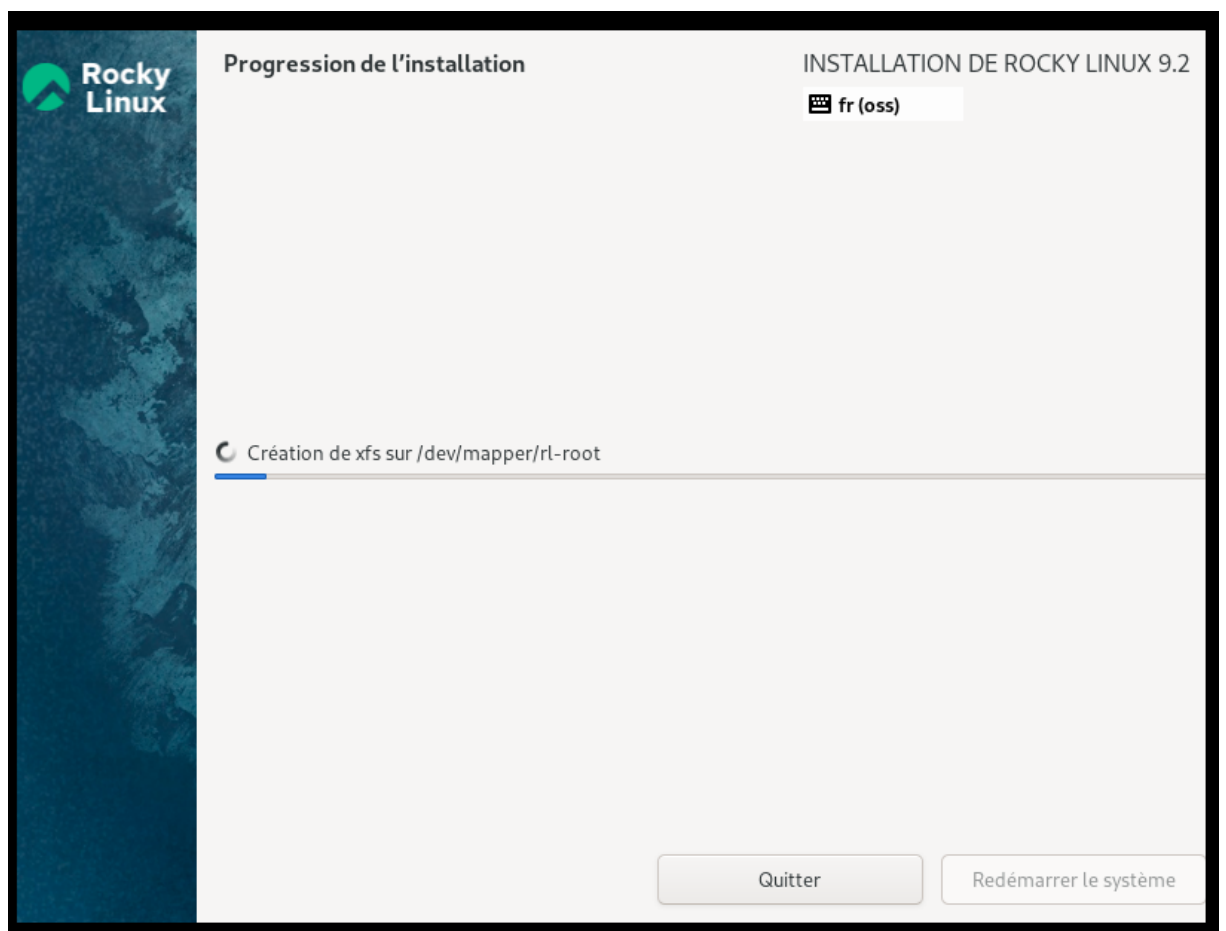 Rocky
Linux
Progression de l'installation
INSTALLATION DE ROCKY LINUX 9.2
fr (oss)
Création de xfs sur /dev/mapper/rl-root
Quitter
Redémarrer le système